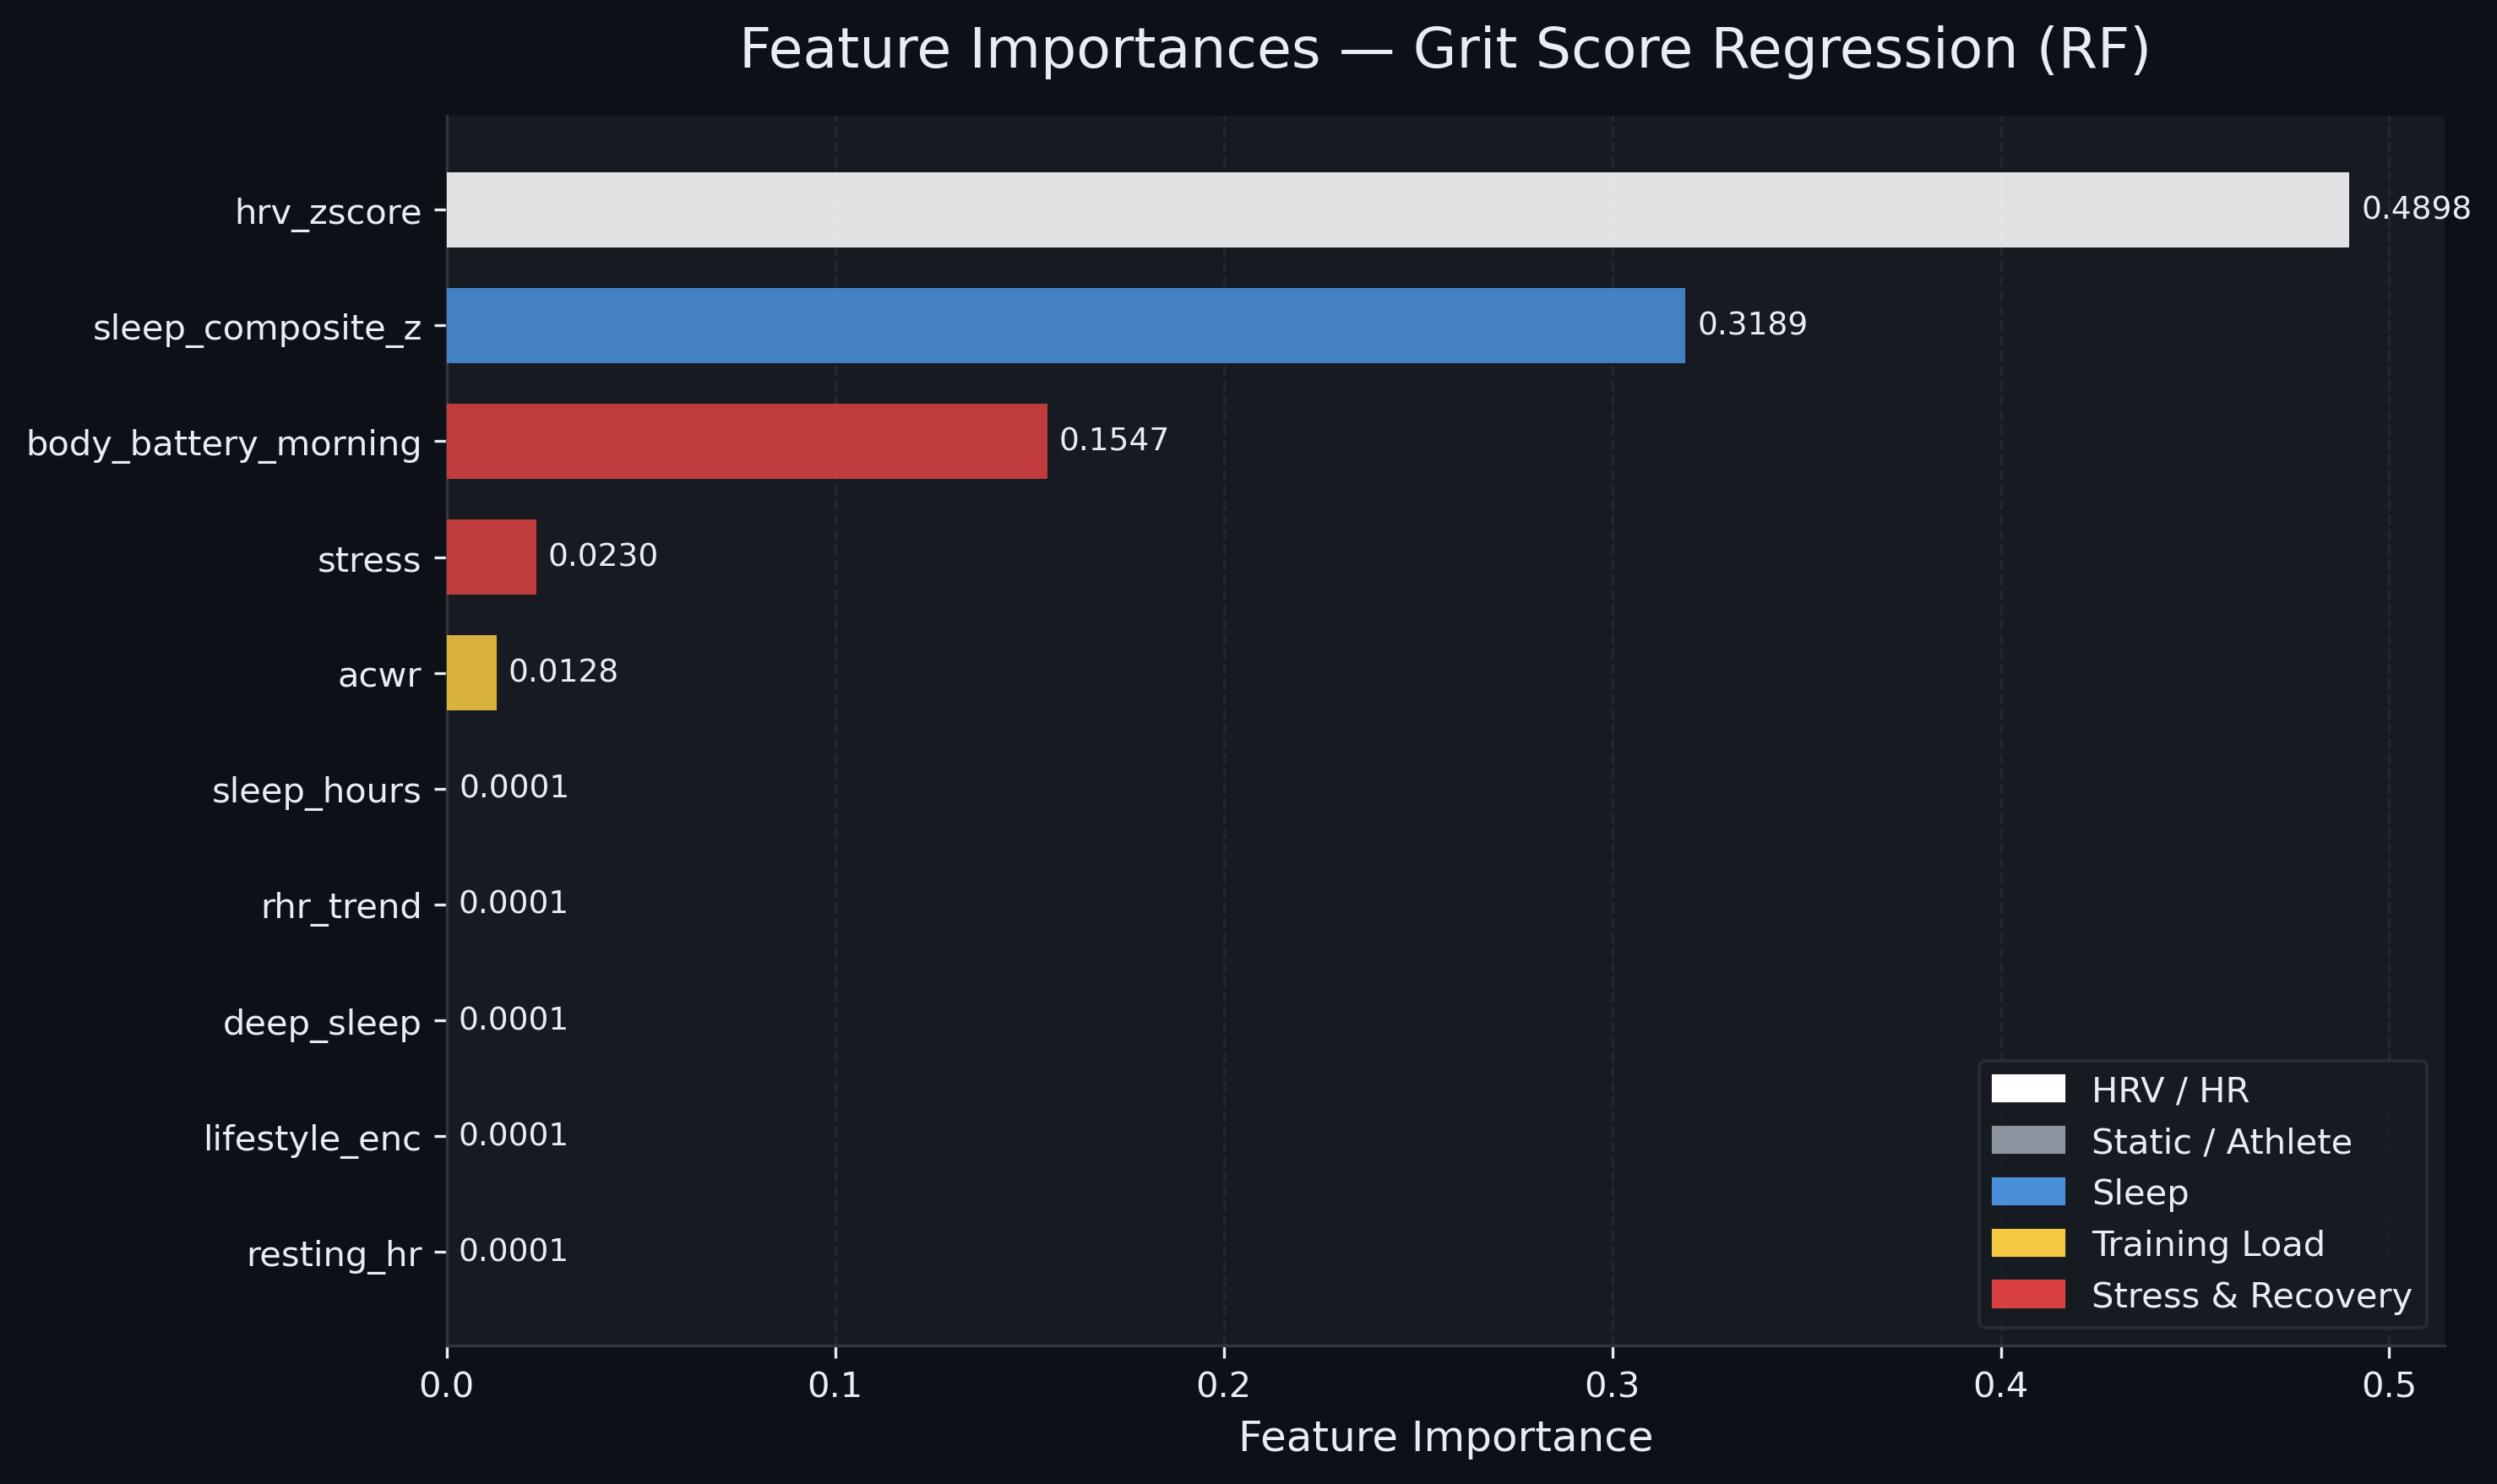 Feature Importances — Grit Score Regression (RF)
hrv_zscore
0.4898
sleep_composite_z
0.3189
body_battery_morning
0.1547
stress
0.0230
acwr
0.0128
sleep_hours
0.0001
rhr_trend
0.0001
deep_sleep
0.0001
lifestyle_enc
0.0001
resting_hr
0.0001
HRV / HR
Static / Athlete
Sleep
Training Load
Stress & Recovery
0.0 0.1 0.2 0.3 0.4 0.5
Feature Importance